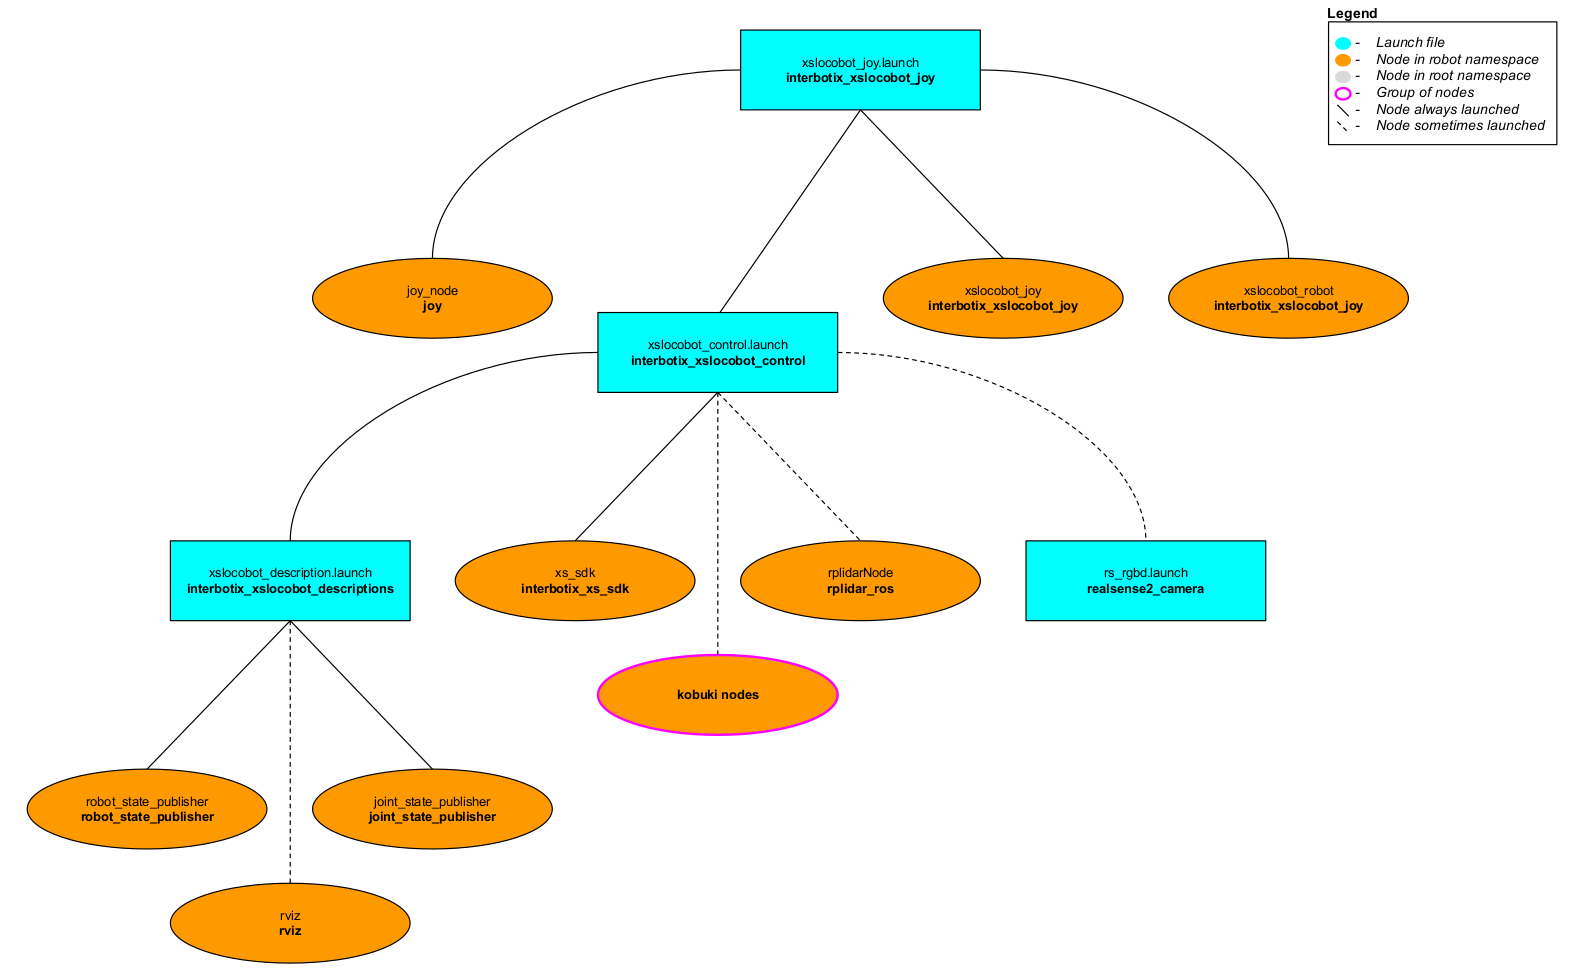 Legend
- Launch file
- Node in robot namespace
- Node in root namespace
- Group of nodes
- Node always launched
- Node sometimes launched
xslocobot_joy.launch
interbotix_xslocobot_joy
joy_node
joy
xslocobot_joy
interbotix_xslocobot_joy
xslocobot_robot
interbotix_xslocobot_joy
xslocobot_control.launch
interbotix_xslocobot_control
xslocobot_description.launch
interbotix_xslocobot_descriptions
xs_sdk
interbotix_xs_sdk
rplidarNode
rplidar_ros
rs_rgbd.launch
realsense2_camera
kobuki nodes
robot_state_publisher
robot_state_publisher
joint_state_publisher
joint_state_publisher
rviz
rviz